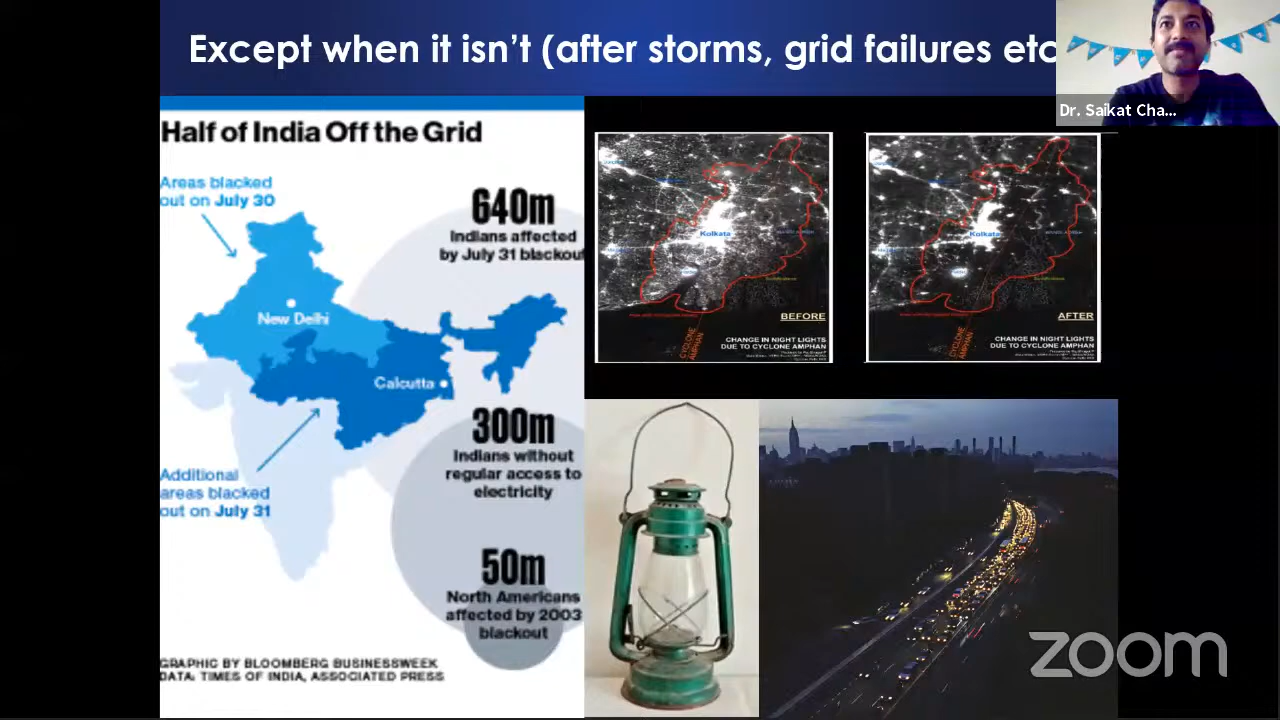 Except when it isn't (after storms, grid failures etc
Dr. Saikat Cha...
Half of India Off the Grid
Areas blacked
out on July 30
640m
Indians affected
by July 31 blackout
New Delhi
Calcutta
300m
Indians without
regular access to
electricity
Additional
areas blacked
out on July 31
50m
North Americans
affected by 2003
blackout
GRAPHIC BY BLOOMBERG BUSINESSWEEK
DATA: TIMES OF INDIA, ASSOCIATED PRESS
Kolkata
BEFORE
CYCLONE
AMPHAN
CHANGE IN NIGHT LIGHTS
DUE TO CYCLONE AMPHAN
Kolkata
AFTER
CYCLONE
AMPHAN
CHANGE IN NIGHT LIGHTS
DUE TO CYCLONE AMPHAN
zoom